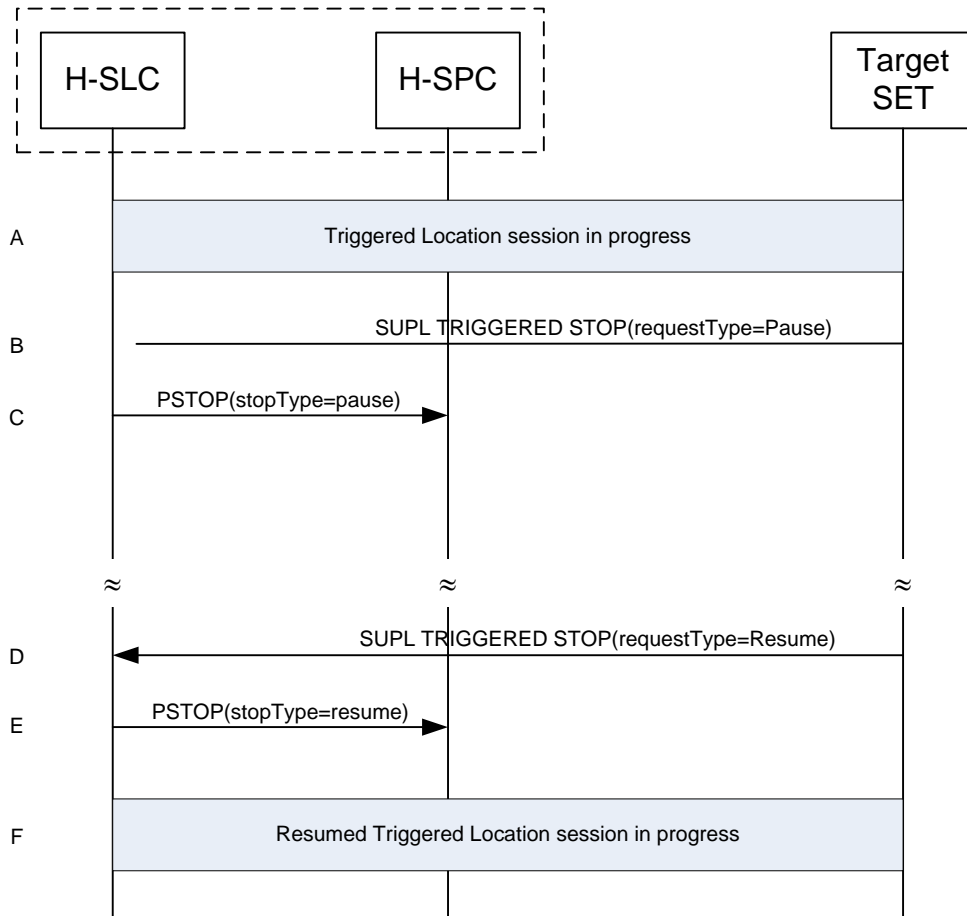 H-SLC
H-SPC
Target
SET
A
Triggered Location session in progress
B
SUPL TRIGGERED STOP(requestType=Pause)
C
PSTOP(stopType=pause)
≈ ≈ ≈
D
SUPL TRIGGERED STOP(requestType=Resume)
E
PSTOP(stopType=resume)
F
Resumed Triggered Location session in progress